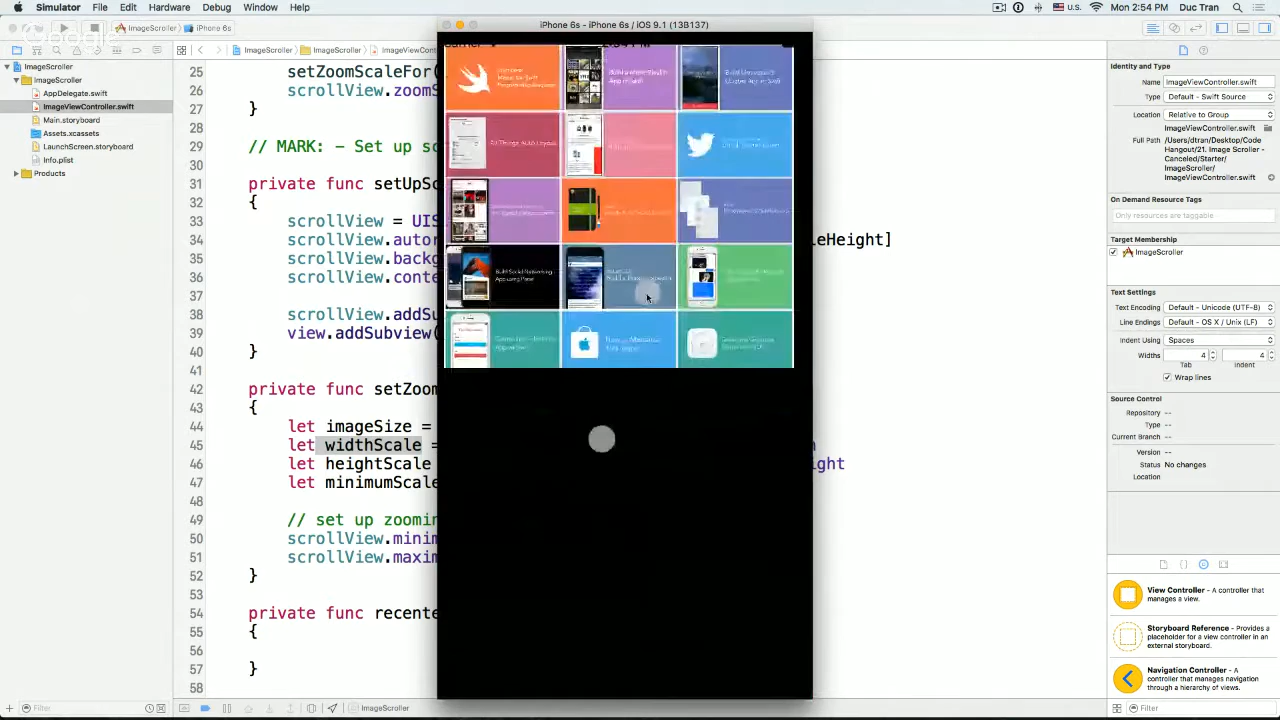 Simulator File Edit Hardware Debug Window Help
U.S. Mon 2:54 PM Duc Tran
iPhone 6s - iPhone 6s / iOS 9.1 (13B137)
ImageScroller iPhone 6s
ImageScroller
ImageScroller
AppDelegate.swift
ImageViewController.swift
Main.storyboard
Assets.xcassets
LaunchScreen.storyboard
Info.plist
Products
Filter
ImageScroller ImageScroller ImageViewCont
setZoomScaleFor(
26 scrollView.zoomS
27 }
28
29 // MARK: - Set up sc
30
31 private func setUpSc
32 {
33 scrollView = UIS
34 scrollView.autor leHeight]
35 scrollView.backg
36 scrollView.conte
37
38 scrollView.addSu
39 view.addSubview(
40 }
41
42 private func setZoom
43 {
44 let imageSize =
45 let widthScale =
46 let heightScale ight
47 let minimumScale
48
49 // set up zoomin
50 scrollView.minim
51 scrollView.maxim
52 }
53
54 private func recente
55 {
56
57 }
58
ImageScroller
Build Social Networking
App using Parse
Identity and Type
Name ImageViewController.swift
Type Default - Swift Source
Location Relative to Group
ImageViewController.swift
Full Path /Users/dtran/Desktop/Code
Hangout/21. Image Scroller -
Canceled/Starter/
ImageScroller/
ImageViewController.swift
On Demand Resource Tags
Only resources are taggable
Target Membership
ImageScroller
Text Settings
Text Encoding Default - Unicode (UTF-8)
Line Endings Default - OS X / Unix (LF)
Indent Using Spaces
Widths 4 4
Tab Indent
Wrap lines
Source Control
Repository --
Type --
Current Branch --
Version --
Status No changes
Location
View Controller - A controller that
manages a view.
Storyboard Reference - Provides a
placeholder for a view controller in an
external storyboard.
Navigation Controller - A
controller that manages navigation
through a hierarchy of views.
Filter